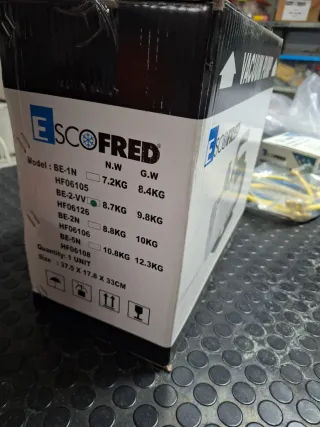 VACUUM
ESCOFRED®
ESCOFRED
N.W G.W
Model : BE-1N 7.2KG 8.4KG
HF06105
BE-2-VV 8.7KG 9.8KG
HF06126
BE-2N 8.8KG 10KG
HF06106
BE-5N 10.8KG 12.3KG
HF06108
Quantity: 1 UNIT
Size : 37.5 X 17.8 X 33CM